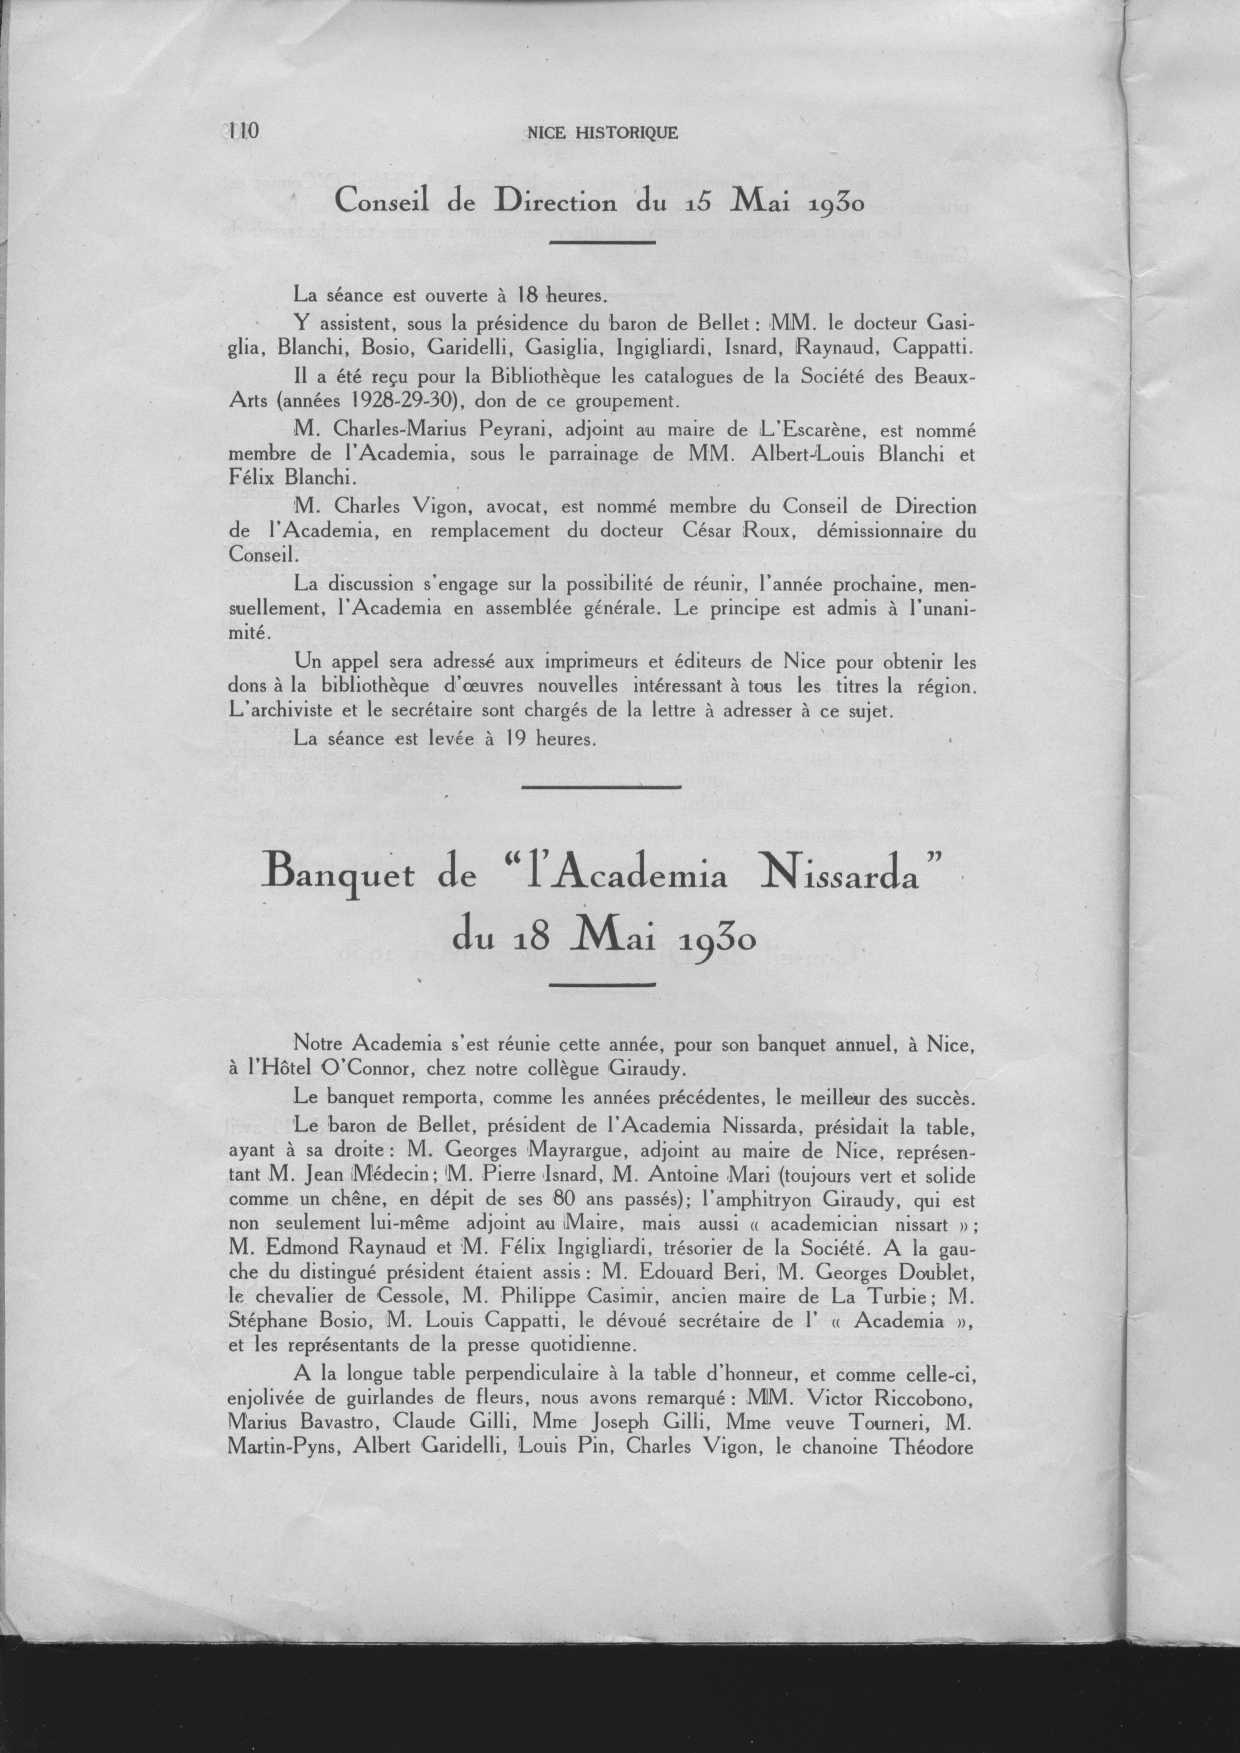 110
NICE HISTORIQUE
Conseil de Direction du 15 Mai 1930
La séance est ouverte à 18 heures.
Y assistent, sous la présidence du baron de Bellet : MM. le docteur Gasi-
glia, Blanchi, Bosio, Garidelli, Gasiglia, Ingigliardi, Isnard, Raynaud, Cappatti.
Il a été reçu pour la Bibliothèque les catalogues de la Société des Beaux-
Arts (années 1928-29-30), don de ce groupement.
M. Charles-Marius Peyrani, adjoint au maire de L'Escarène, est nommé
membre de l'Academia, sous le parrainage de MM. Albert-Louis Blanchi et
Félix Blanchi.
M. Charles Vigon, avocat, est nommé membre du Conseil de Direction
de l'Academia, en remplacement du docteur César Roux, démissionnaire du
Conseil.
La discussion s'engage sur la possibilité de réunir, l'année prochaine, men-
suellement, l'Academia en assemblée générale. Le principe est admis à l'unani-
mité.
Un appel sera adressé aux imprimeurs et éditeurs de Nice pour obtenir les
dons à la bibliothèque d'œuvres nouvelles intéressant à tous les titres la région.
L'archiviste et le secrétaire sont chargés de la lettre à adresser à ce sujet.
La séance est levée à 19 heures.
Banquet de “l'Academia Nissarda”
du 18 Mai 1930
Notre Academia s'est réunie cette année, pour son banquet annuel, à Nice,
à l'Hôtel O'Connor, chez notre collègue Giraudy.
Le banquet remporta, comme les années précédentes, le meilleur des succès.
Le baron de Bellet, président de l'Academia Nissarda, présidait la table,
ayant à sa droite : M. Georges Mayrargue, adjoint au maire de Nice, représen-
tant M. Jean Médecin ; M. Pierre Isnard, M. Antoine Mari (toujours vert et solide
comme un chêne, en dépit de ses 80 ans passés) ; l'amphitryon Giraudy, qui est
non seulement lui-même adjoint au Maire, mais aussi « academician nissart » ;
M. Edmond Raynaud et M. Félix Ingigliardi, trésorier de la Société. A la gau-
che du distingué président étaient assis : M. Edouard Beri, M. Georges Doublet,
le chevalier de Cessole, M. Philippe Casimir, ancien maire de La Turbie ; M.
Stéphane Bosio, M. Louis Cappatti, le dévoué secrétaire de l' « Academia »,
et les représentants de la presse quotidienne.
A la longue table perpendiculaire à la table d'honneur, et comme celle-ci,
enjolivée de guirlandes de fleurs, nous avons remarqué : MM. Victor Riccobono,
Marius Bavastro, Claude Gilli, Mme Joseph Gilli, Mme veuve Tourneri, M.
Martin-Pyns, Albert Garidelli, Louis Pin, Charles Vigon, le chanoine Théodore